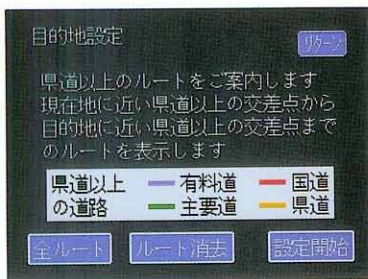 目的地設定
リターン
県道以上のルートをご案内します
現在地に近い県道以上の交差点から
目的地に近い県道以上の交差点まで
のルートを表示します
県道以上 有料道 国道
の道路 主要道 県道
全ルート ルート消去 設定開始